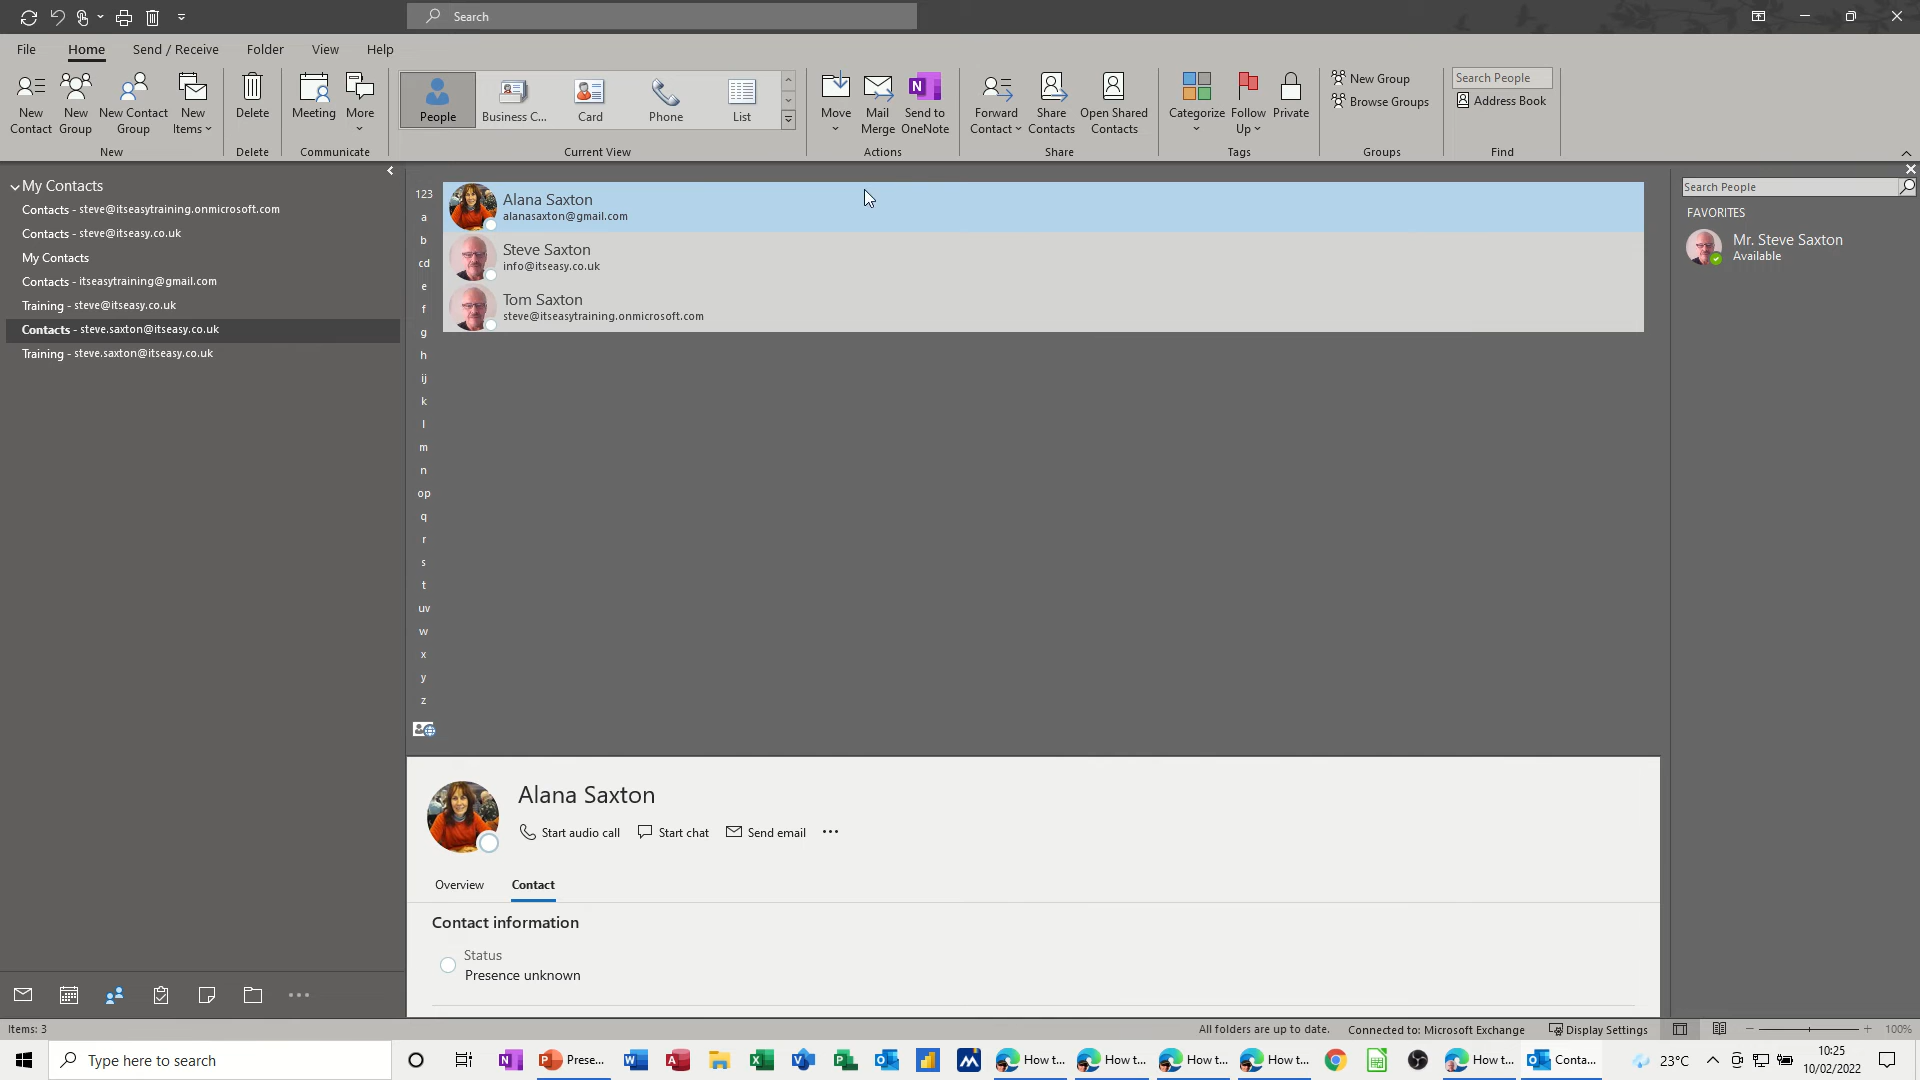 Search
File Home Send / Receive Folder View Help
New Contact
New Group
New Contact Group
New Items
New
Delete
Delete
Meeting
More
Communicate
People
Business C...
Card
Phone
List
Current View
Move
Mail Merge
Send to OneNote
Actions
Forward Contact
Share Contacts
Open Shared Contacts
Share
Categorize
Follow Up
Private
Tags
New Group
Browse Groups
Groups
Search People
Address Book
Find
My Contacts
Contacts - steve@itseasytraining.onmicrosoft.com
Contacts - steve@itseasy.co.uk
My Contacts
Contacts - itseasytraining@gmail.com
Training - steve@itseasy.co.uk
Contacts - steve.saxton@itseasy.co.uk
Training - steve.saxton@itseasy.co.uk
123
a
b
cd
e
f
g
h
ij
k
l
m
n
op
q
r
s
t
uv
w
x
y
z
Alana Saxton
alanasaxton@gmail.com
Steve Saxton
info@itseasy.co.uk
Tom Saxton
steve@itseasytraining.onmicrosoft.com
Search People
FAVORITES
Mr. Steve Saxton
Available
Alana Saxton
Start audio call Start chat Send email
Overview Contact
Contact information
Status
Presence unknown
Items: 3 All folders are up to date. Connected to: Microsoft Exchange Display Settings 100%
Type here to search Prese... How t... How t... How t... How t... How t... Conta... 23°C 10:25
10/02/2022